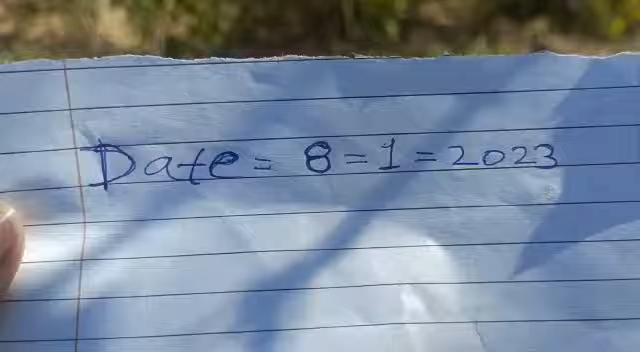 Date = 8=1=2023